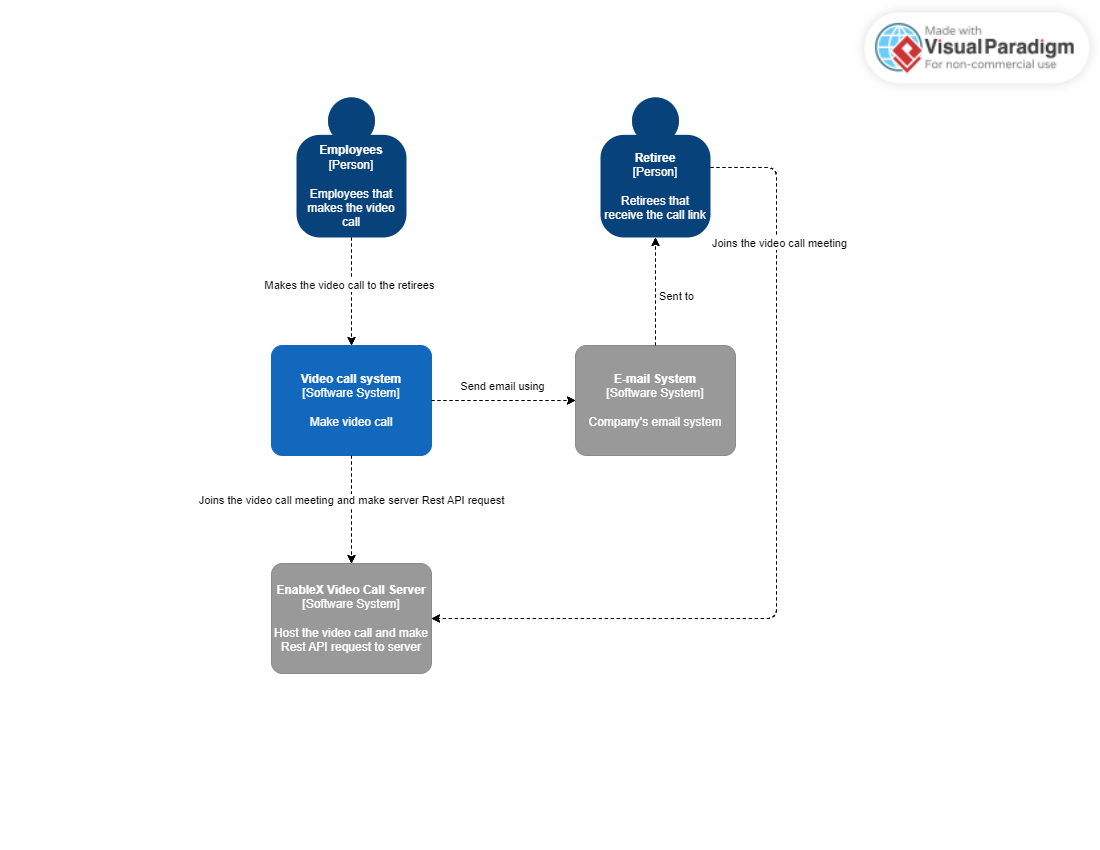 Made with
Visual Paradigm
For non-commercial use
Employees
[Person]
Employees that
makes the video
call
Retiree
[Person]
Retirees that
receive the call link
Joins the video call meeting
Makes the video call to the retirees
Sent to
Video call system
[Software System]
Make video call
Send email using
E-mail System
[Software System]
Company's email system
Joins the video call meeting and make server Rest API request
EnableX Video Call Server
[Software System]
Host the video call and make
Rest API request to server